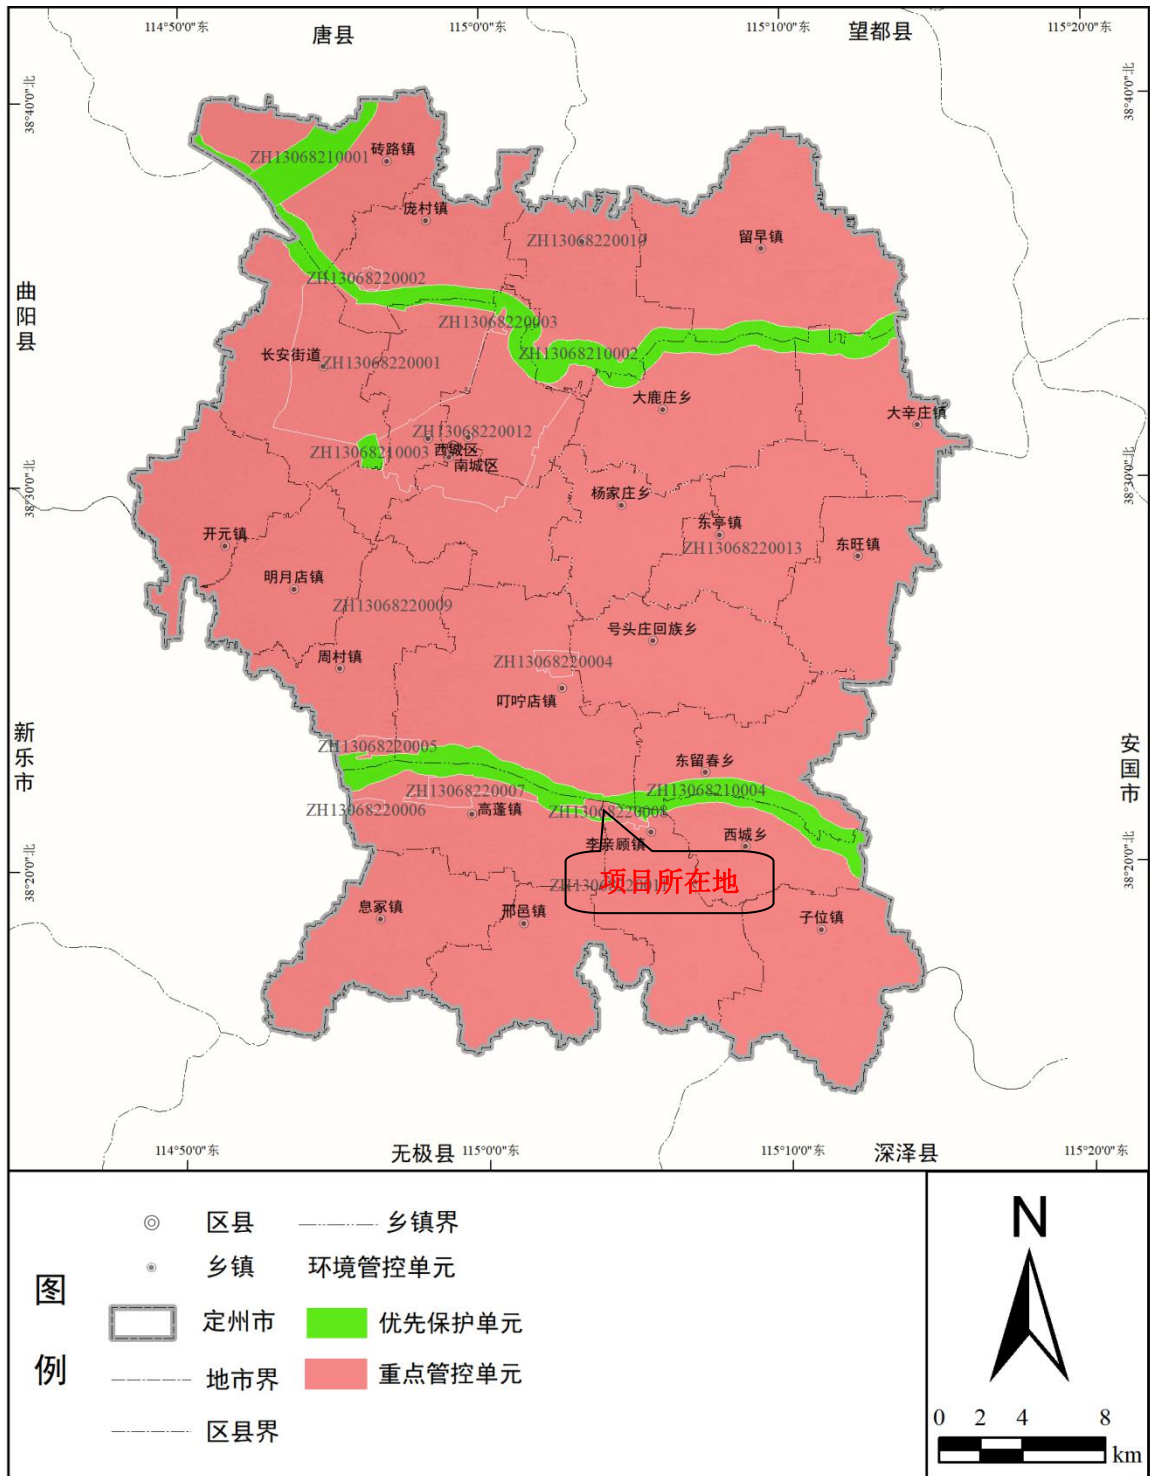 114°50'0"东
115°0'0"东
115°10'0"东
115°20'0"东
唐县
望都县
38°40'0"北
38°40'0"北
ZH13068210001
砖路镇
庞村镇
ZH13068220010
留早镇
ZH13068220002
曲阳县
ZH13068220003
长安街道
ZH13068220001
ZH13068210002
大鹿庄乡
大辛庄镇
ZH13068220012
ZH13068210003
西城区
南城区
38°30'0"北
38°30'0"北
杨家庄乡
东亭镇
开元镇
ZH13068220013
东旺镇
明月店镇
ZH13068220009
号头庄回族乡
周村镇
ZH13068220004
叮咛店镇
新乐市
安国市
ZH13068220005
东留春乡
ZH13068220007
ZH13068210004
ZH13068220006
高蓬镇
ZH13068220008
李亲顾镇
西城乡
38°20'0"北
38°20'0"北
项目所在地
ZH13068220011
息冢镇
邢邑镇
子位镇
114°50'0"东
115°0'0"东
115°10'0"东
115°20'0"东
无极县
深泽县
图例
区县
乡镇界
乡镇
环境管控单元
定州市
优先保护单元
地市界
重点管控单元
区县界
N
0 2 4 8
km